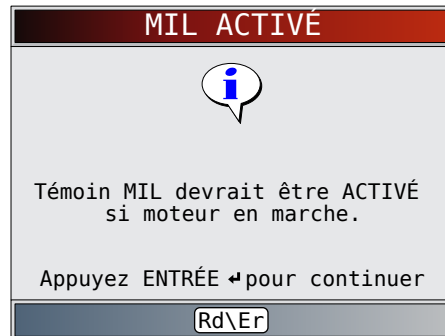 MIL ACTIVÉ
Témoin MIL devrait être ACTIVÉ
si moteur en marche.
Appuyez ENTRÉE ↵ pour continuer
Rd\Er